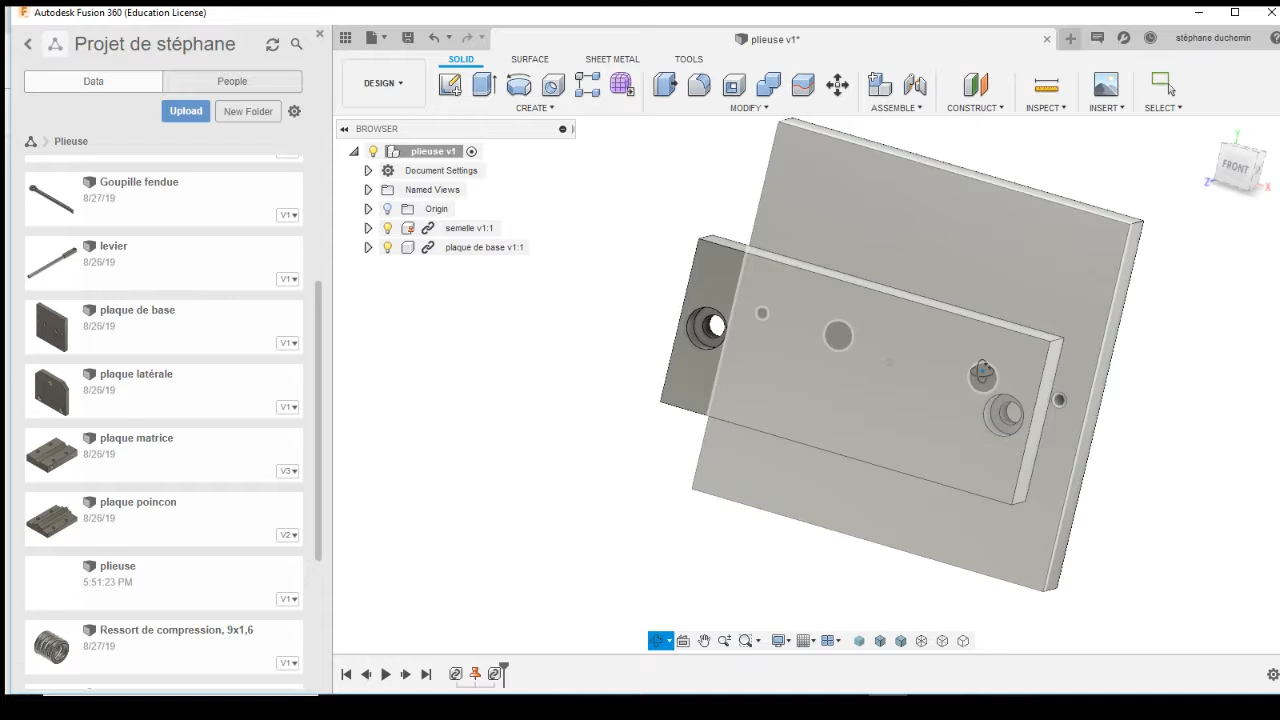 Autodesk Fusion 360 (Education License)
Projet de stéphane
plieuse v1*
stéphane duchemin
Data
People
Upload
New Folder
Plieuse
Goupille fendue
8/27/19
V1
levier
8/26/19
V1
plaque de base
8/26/19
V1
plaque latérale
8/26/19
V1
plaque matrice
8/26/19
V3
plaque poincon
8/26/19
V2
plieuse
5:51:23 PM
V1
Ressort de compression, 9x1,6
8/27/19
V1
SOLID
SURFACE
SHEET METAL
TOOLS
DESIGN
CREATE
MODIFY
ASSEMBLE
CONSTRUCT
INSPECT
INSERT
SELECT
BROWSER
plieuse v1
Document Settings
Named Views
Origin
semelle v1:1
plaque de base v1:1
Y
FRONT
Z
X